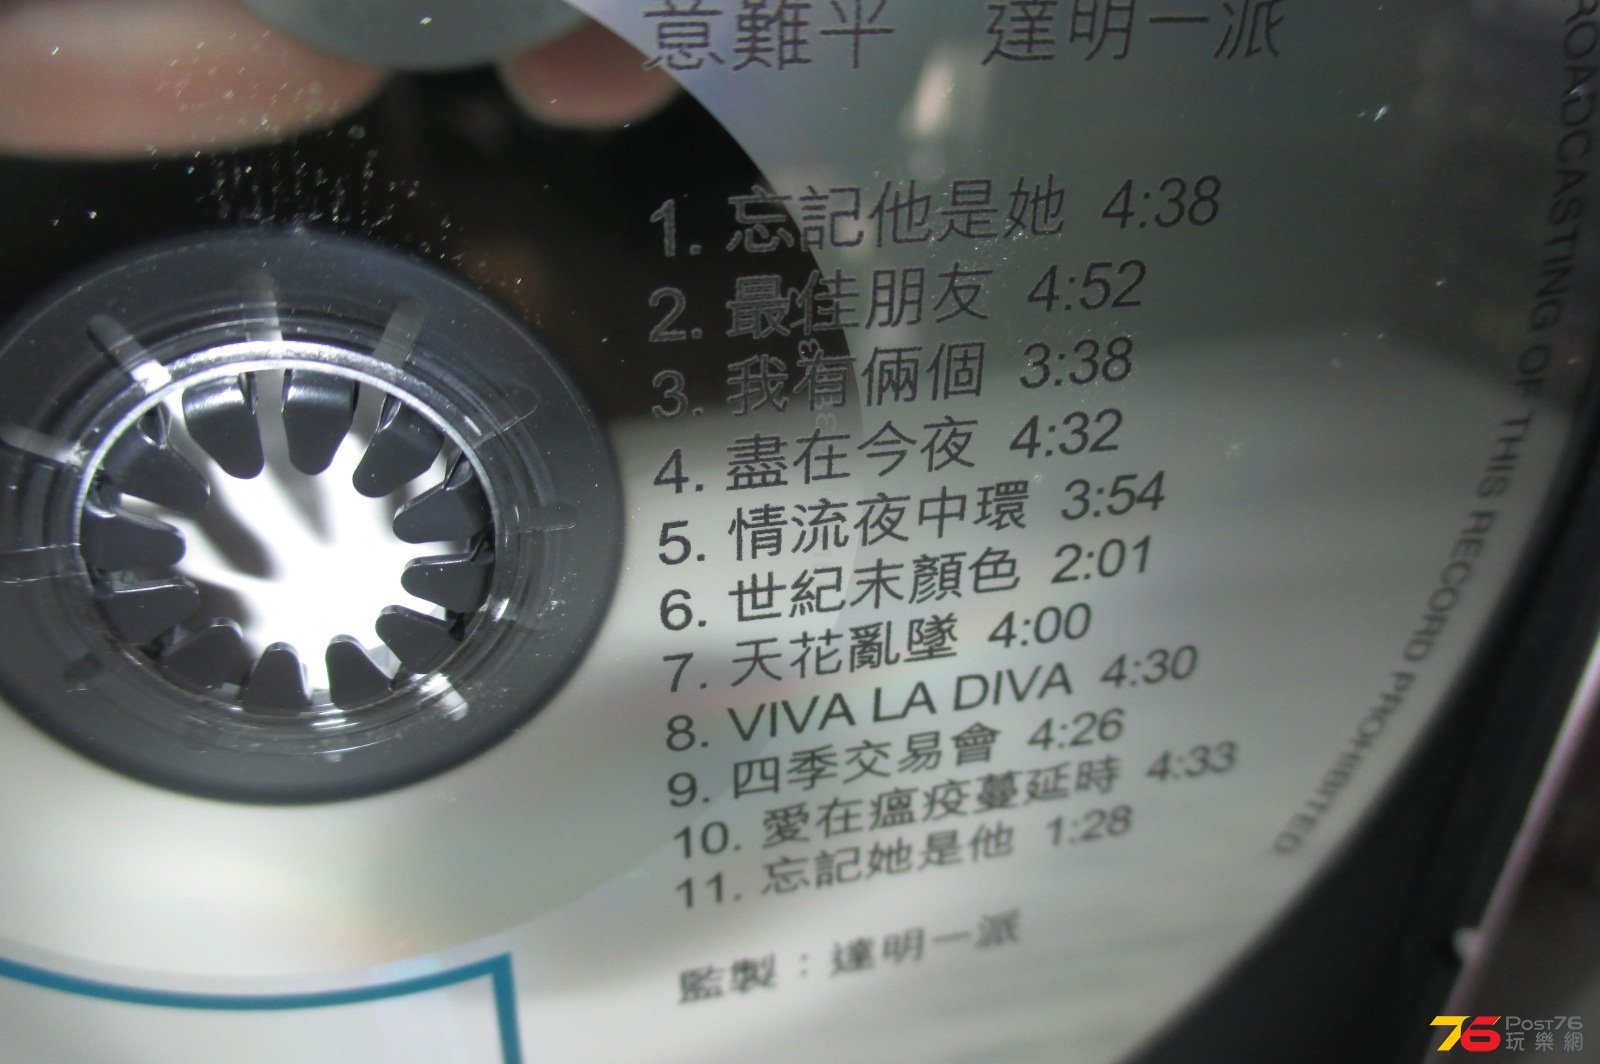 意難平 達明一派
1. 忘記他是她 4:38
2. 最佳朋友 4:52
3. 我有倆個 3:38
4. 盡在今夜 4:32
5. 情流夜中環 3:54
6. 世紀末顏色 2:01
7. 天花亂墜 4:00
8. VIVA LA DIVA 4:30
9. 四季交易會 4:26
10. 愛在瘟疫蔓延時 4:33
11. 忘記她是他 1:28
監製：達明一派
ROADCASTING OF THIS RECORD PROHIBITED.
76 Post76
玩樂網